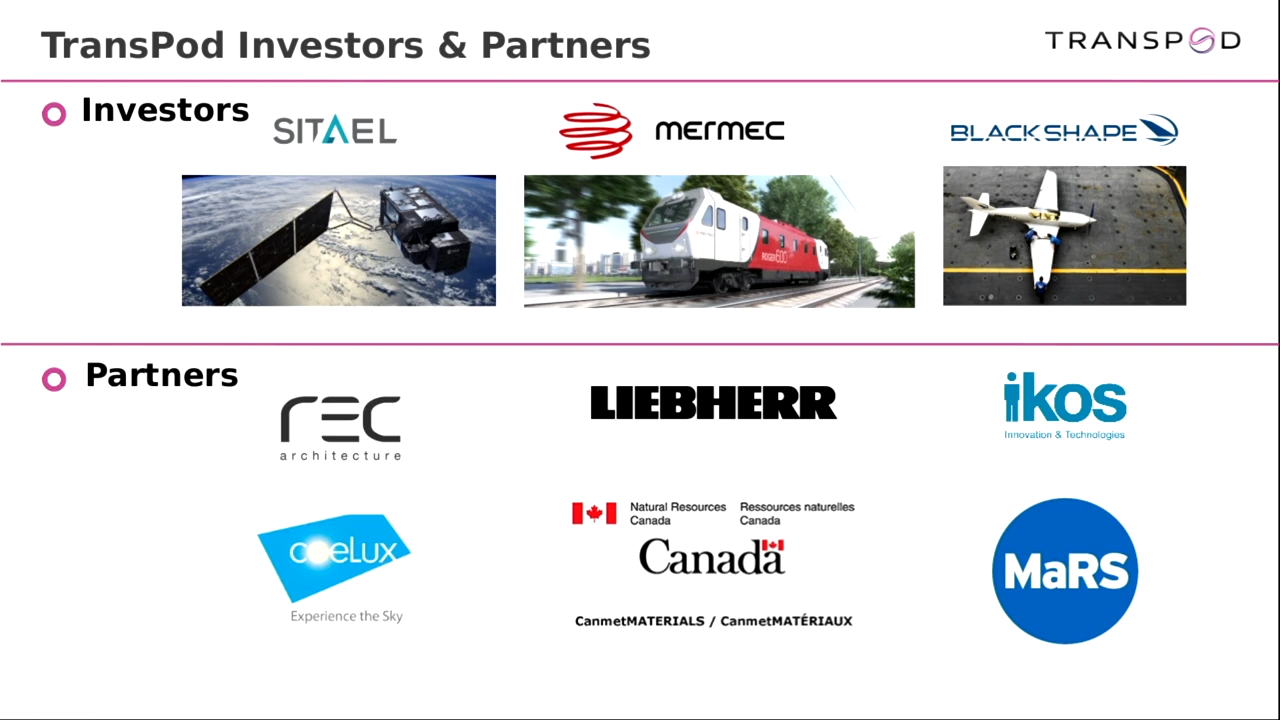 TransPod Investors & Partners
TRANSPOD
Investors
SITAEL
mermec
BLACKSHAPE
Partners
rec
architecture
LIEBHERR
ikos
Innovation & Technologies
coeLux
Experience the Sky
Natural Resources
Canada
Ressources naturelles
Canada
Canada
CanmetMATERIALS / CanmetMATÉRIAUX
MaRS